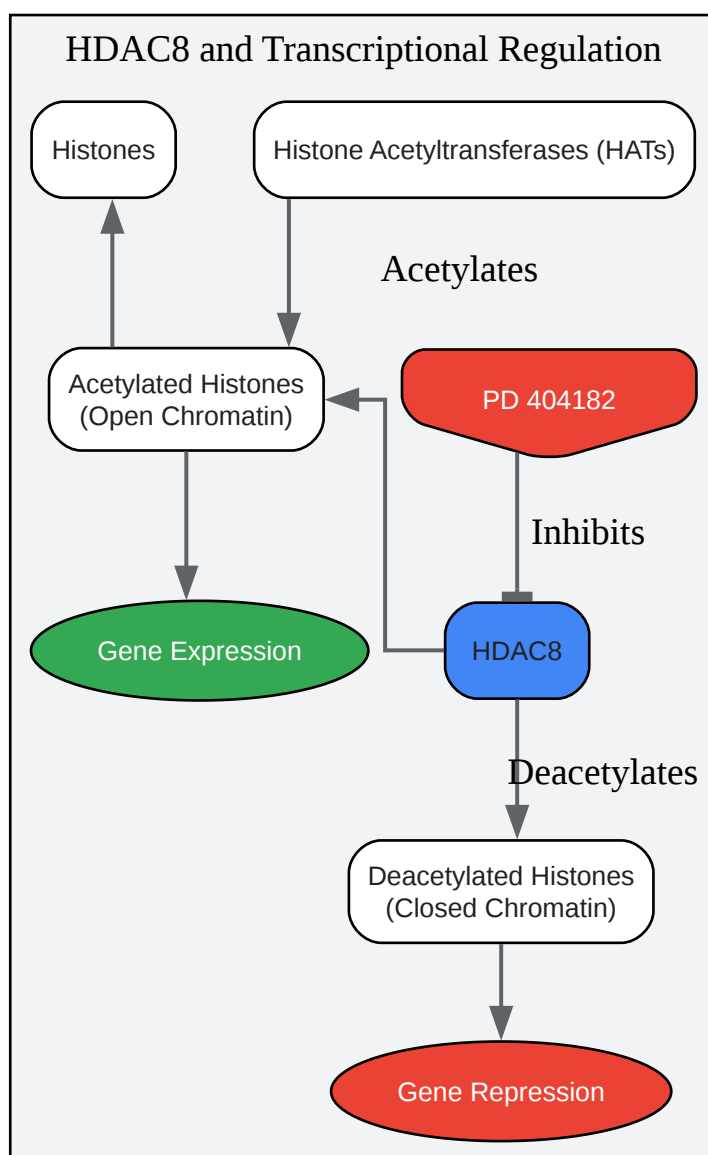 HDAC8 and Transcriptional Regulation
Histones
Histone Acetyltransferases (HATs)
Acetylates
Acetylated Histones
(Open Chromatin)
PD 404182
Inhibits
Gene Expression
HDAC8
Deacetylates
Deacetylated Histones
(Closed Chromatin)
Gene Repression